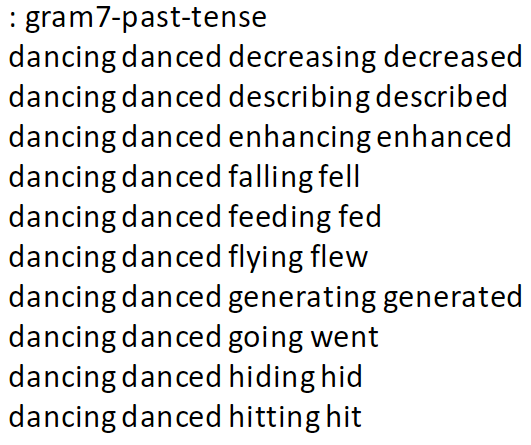 : gram7-past-tense
dancing danced decreasing decreased
dancing danced describing described
dancing danced enhancing enhanced
dancing danced falling fell
dancing danced feeding fed
dancing danced flying flew
dancing danced generating generated
dancing danced going went
dancing danced hiding hid
dancing danced hitting hit